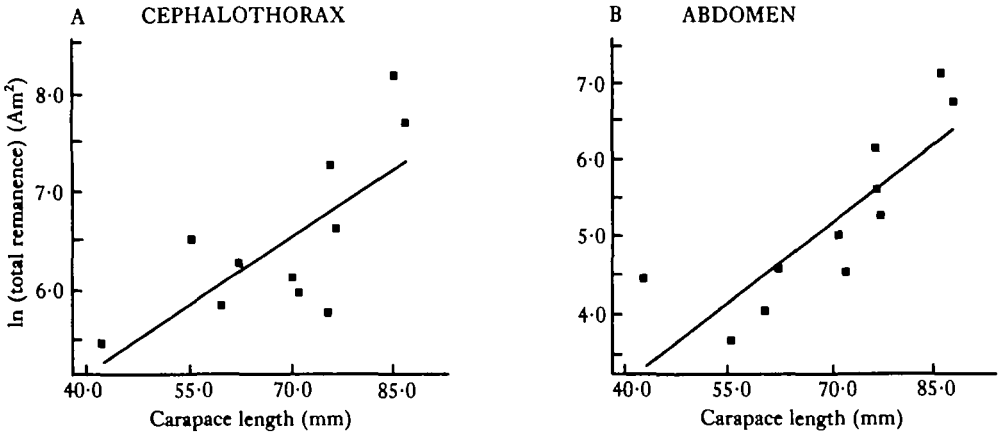 A CEPHALOTHORAX
ln (total remanence) (Am²)
8·0
7·0
6·0
40·0 55·0 70·0 85·0
Carapace length (mm)
B ABDOMEN
7·0
6·0
5·0
4·0
40·0 55·0 70·0 85·0
Carapace length (mm)